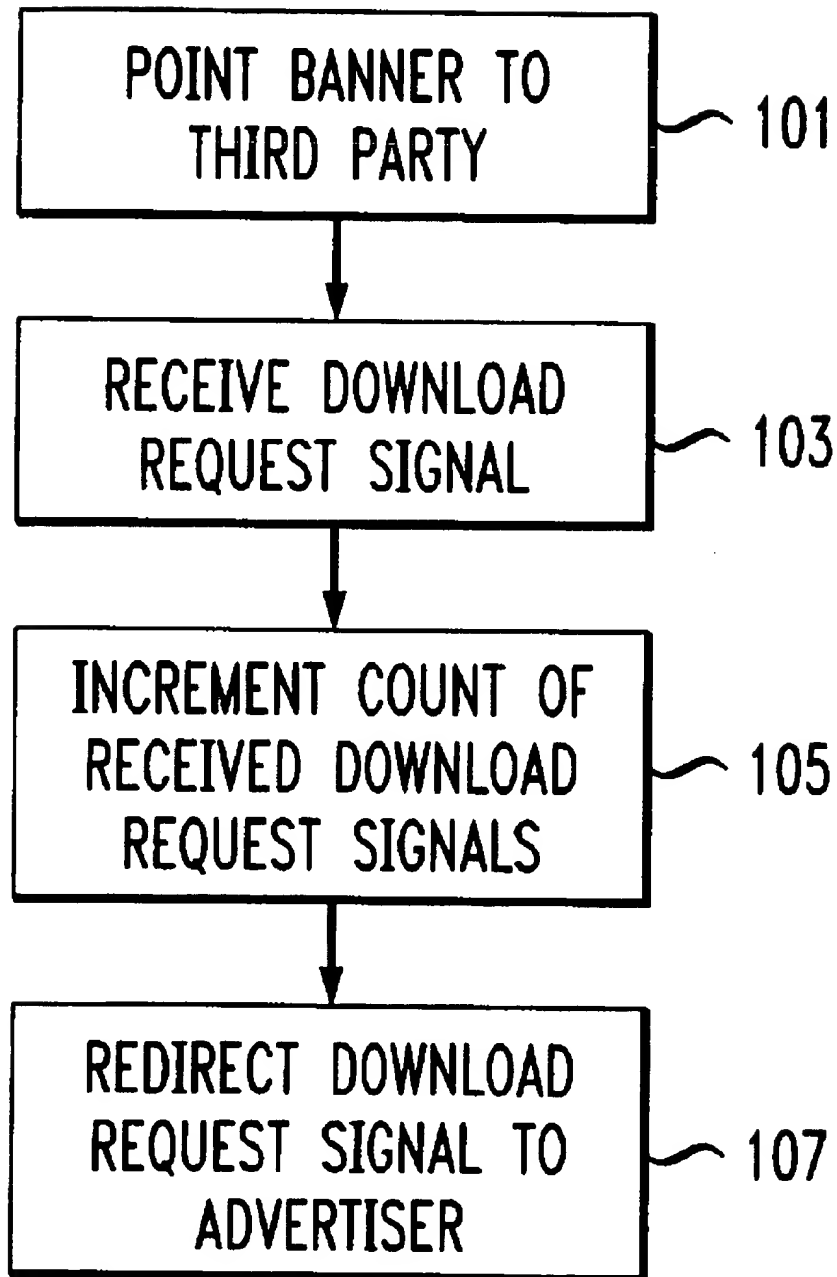 POINT BANNER TO
THIRD PARTY
101
RECEIVE DOWNLOAD
REQUEST SIGNAL
103
INCREMENT COUNT OF
RECEIVED DOWNLOAD
REQUEST SIGNALS
105
REDIRECT DOWNLOAD
REQUEST SIGNAL TO
ADVERTISER
107